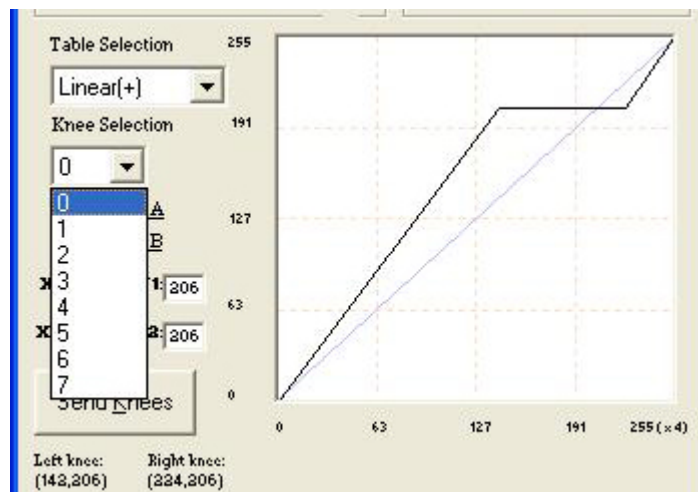 Table Selection
Linear(+)
Knee Selection
0
0
1
2
3
4
5
6
7
A
B
X
1:
206
X
2:
206
Send Knees
Left knee:
(142,206)
Right knee:
(224,206)
255
191
127
63
0
0
63
127
191
255 (x4)